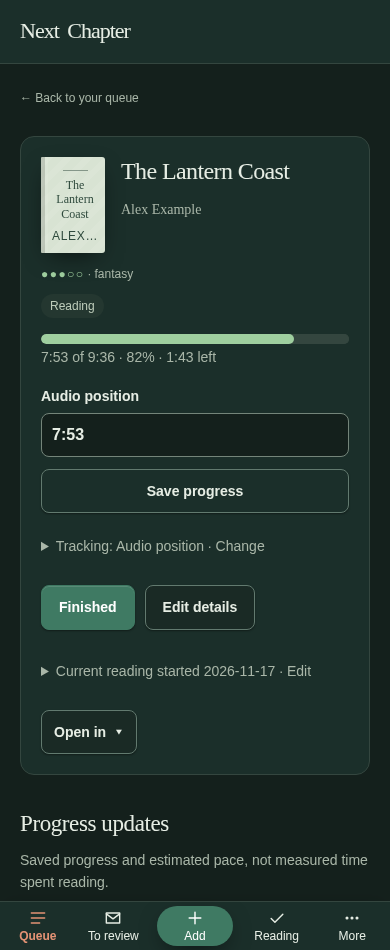 Next Chapter
← Back to your queue
The
Lantern
Coast
ALEX…
The Lantern Coast
Alex Example
●●●○○ · fantasy
Reading
7:53 of 9:36 · 82% · 1:43 left
Audio position
7:53
Save progress
▶ Tracking: Audio position · Change
Finished
Edit details
▶ Current reading started 2026-11-17 · Edit
Open in ▼
Progress updates
Saved progress and estimated pace, not measured time
spent reading.
Queue
To review
Add
Reading
More